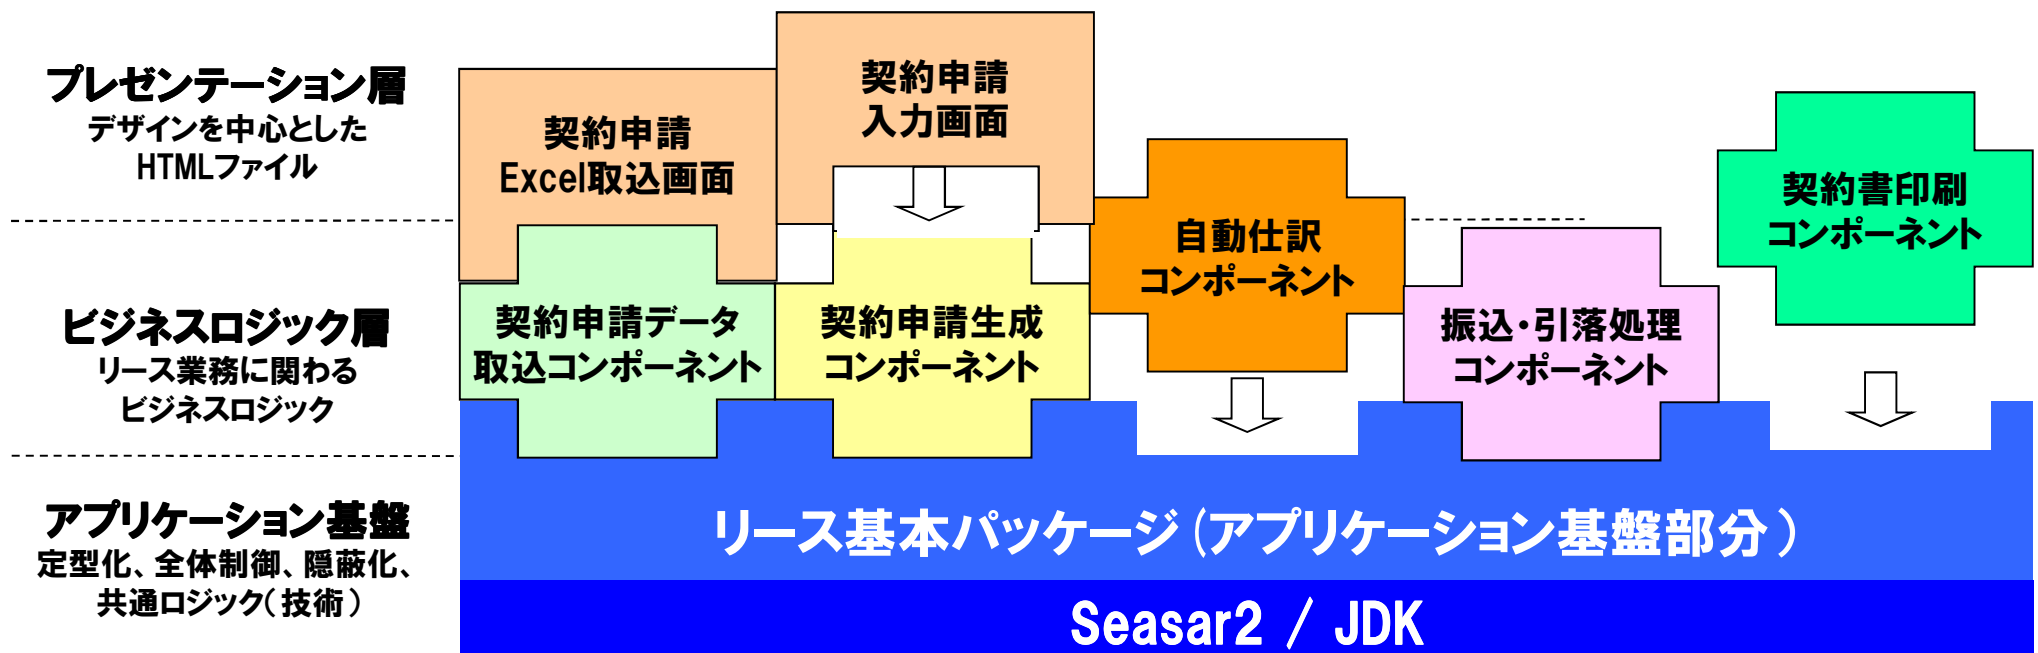 プレゼンテーション層
デザインを中心とした
HTMLファイル
契約申請
Excel取込画面
契約申請
入力画面
自動仕訳
コンポーネント
契約書印刷
コンポーネント
ビジネスロジック層
リース業務に関わる
ビジネスロジック
契約申請データ
取込コンポーネント
契約申請生成
コンポーネント
振込・引落処理
コンポーネント
アプリケーション基盤
定型化、全体制御、隠蔽化、
共通ロジック(技術)
リース基本パッケージ(アプリケーション基盤部分)
Seasar2 / JDK